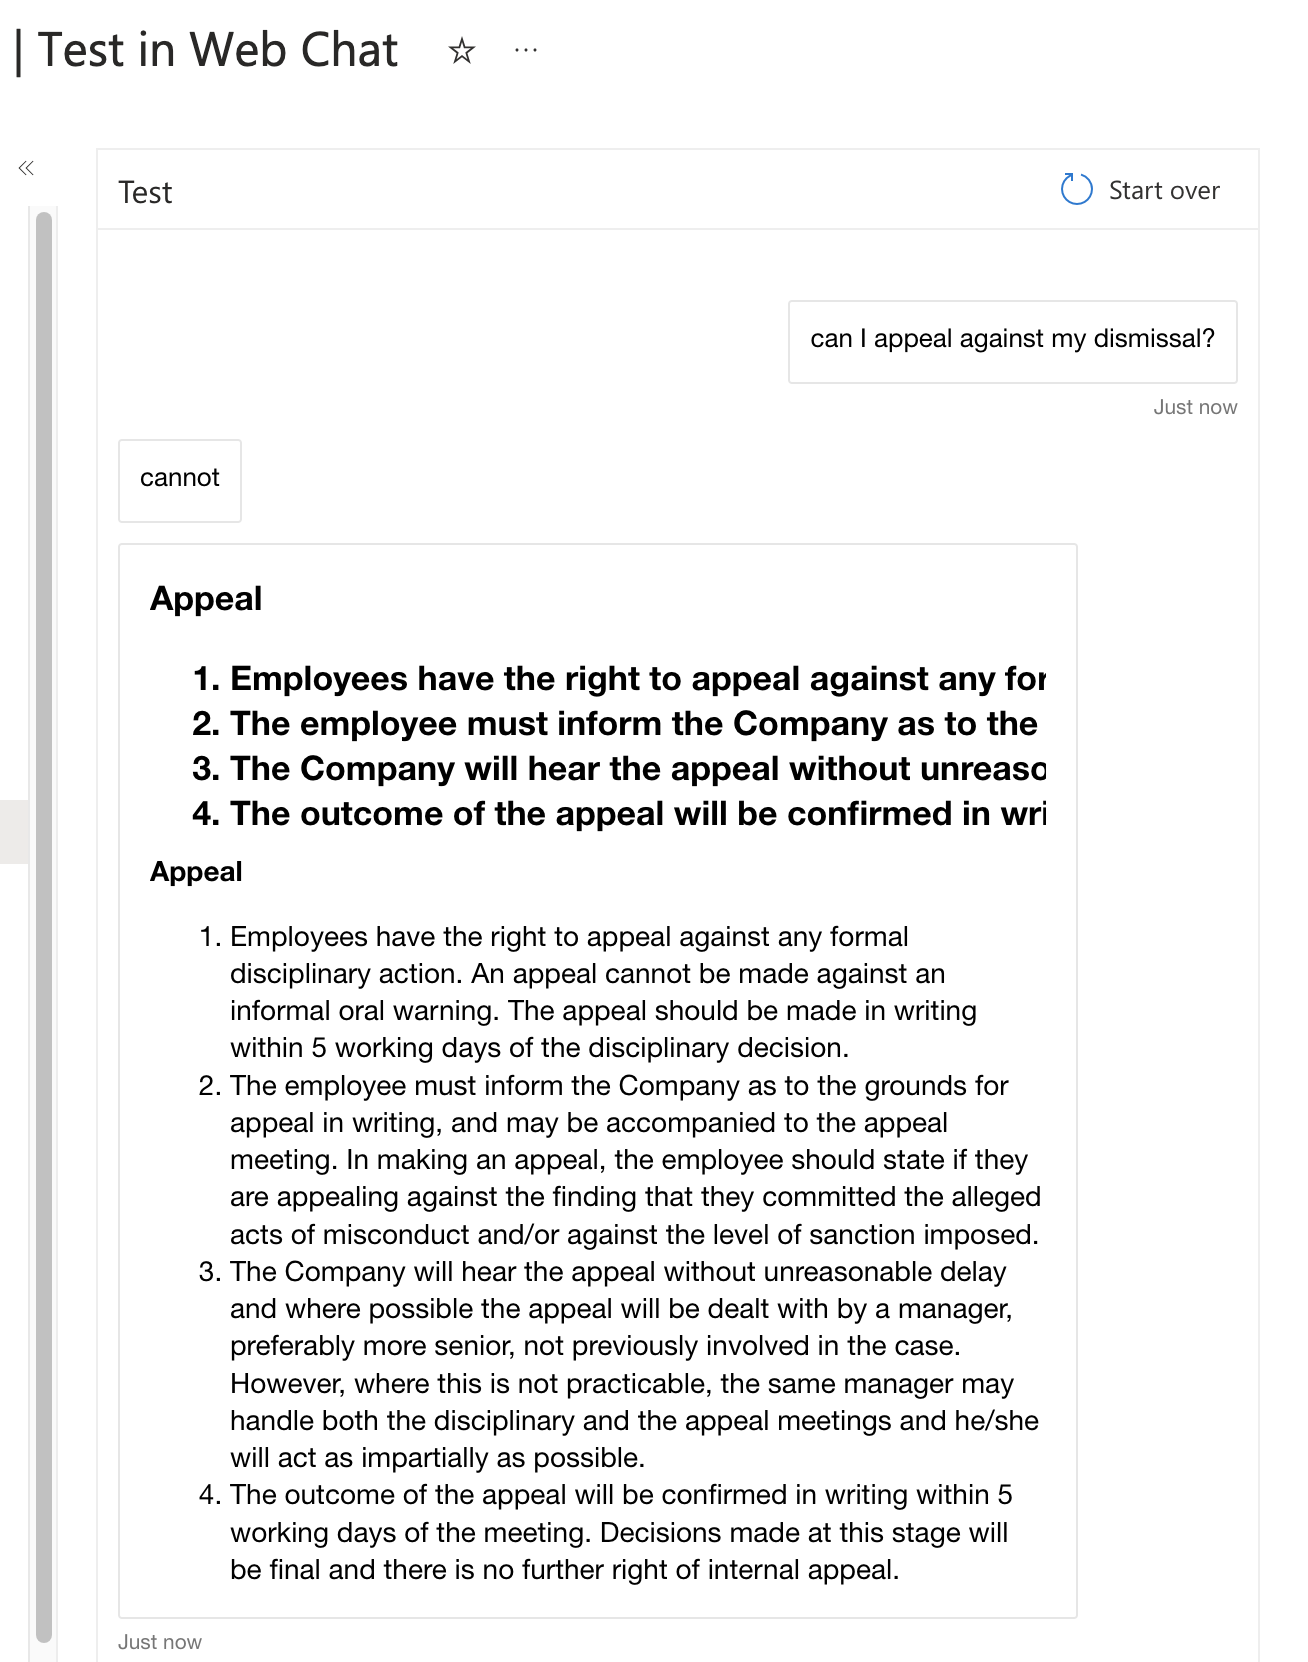 | Test in Web Chat
Test
Start over
can I appeal against my dismissal?
Just now
cannot
Appeal
1. Employees have the right to appeal against any for
2. The employee must inform the Company as to the
3. The Company will hear the appeal without unreaso
4. The outcome of the appeal will be confirmed in wri
Appeal
1. Employees have the right to appeal against any formal
disciplinary action. An appeal cannot be made against an
informal oral warning. The appeal should be made in writing
within 5 working days of the disciplinary decision.
2. The employee must inform the Company as to the grounds for
appeal in writing, and may be accompanied to the appeal
meeting. In making an appeal, the employee should state if they
are appealing against the finding that they committed the alleged
acts of misconduct and/or against the level of sanction imposed.
3. The Company will hear the appeal without unreasonable delay
and where possible the appeal will be dealt with by a manager,
preferably more senior, not previously involved in the case.
However, where this is not practicable, the same manager may
handle both the disciplinary and the appeal meetings and he/she
will act as impartially as possible.
4. The outcome of the appeal will be confirmed in writing within 5
working days of the meeting. Decisions made at this stage will
be final and there is no further right of internal appeal.
Just now